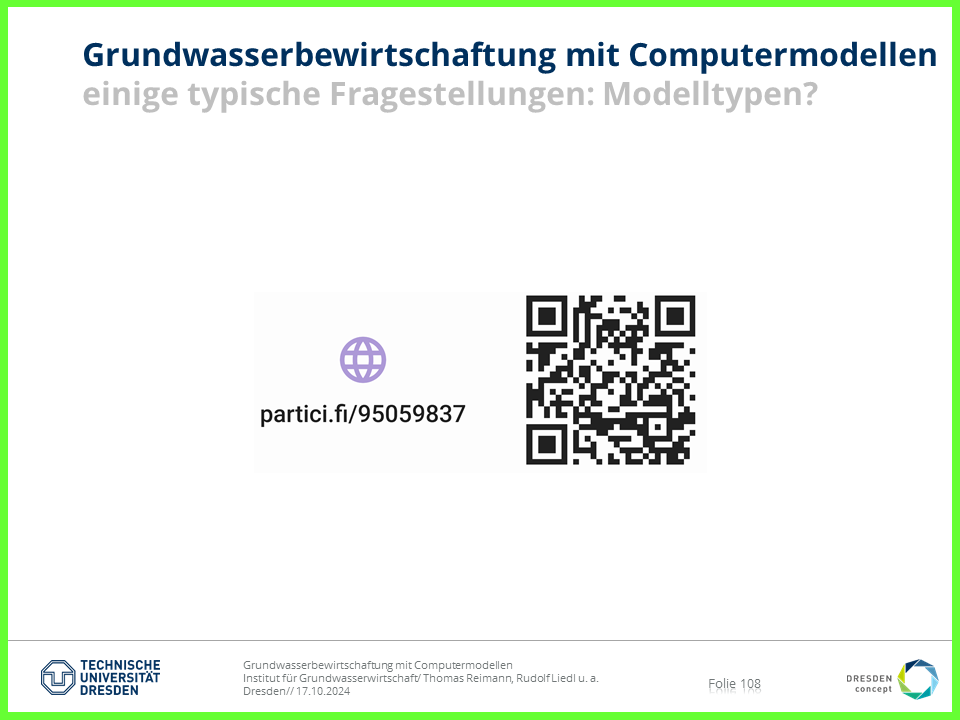 Grundwasserbewirtschaftung mit Computermodellen
einige typische Fragestellungen: Modelltypen?
partici.fi/95059837
TECHNISCHE
UNIVERSITÄT
DRESDEN
Grundwasserbewirtschaftung mit Computermodellen
Institut für Grundwasserwirtschaft/ Thomas Reimann, Rudolf Liedl u. a.
Dresden// 17.10.2024
Folie 108
DRESDEN
concept